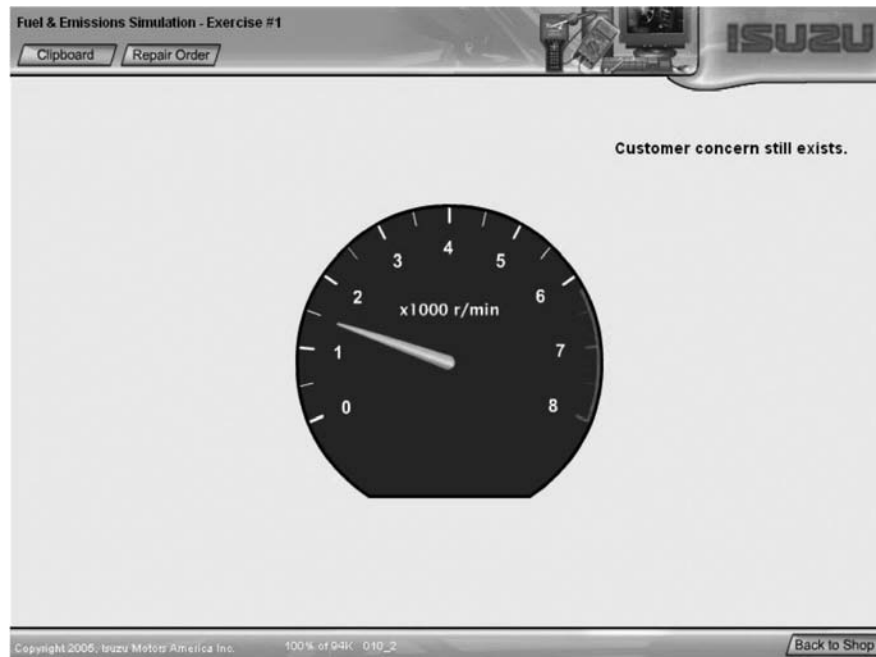 Fuel & Emissions Simulation - Exercise #1
Clipboard Repair Order
ISUZU
Customer concern still exists.
4
3 5
2 6
x1000 r/min
1 7
0 8
Copyright 2005, Isuzu Motors America Inc. 100% of 94K 010_2 Back to Shop